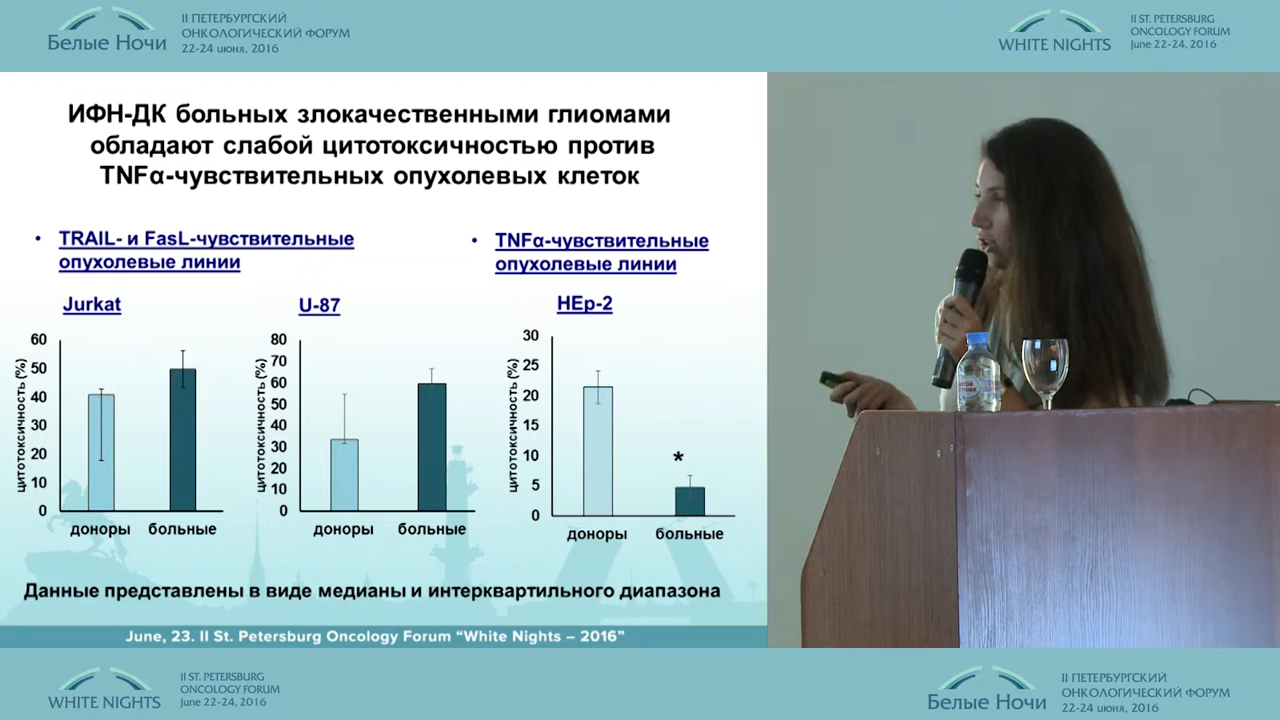 Белые Ночи
II ПЕТЕРБУРГСКИЙ
ОНКОЛОГИЧЕСКИЙ ФОРУМ
22-24 июня, 2016
WHITE NIGHTS
II ST. PETERSBURG
ONCOLOGY FORUM
June 22-24, 2016
ИФН-ДК больных злокачественными глиомами
обладают слабой цитотоксичностью против
TNFα-чувствительных опухолевых клеток
• TRAIL- и FasL-чувствительные
опухолевые линии
• TNFα-чувствительные
опухолевые линии
Jurkat
цитотоксичность (%)
60
50
40
30
20
10
0
доноры больные
U-87
цитотоксичность (%)
80
70
60
50
40
30
20
10
0
доноры больные
HEp-2
цитотоксичность (%)
30
25
20
15
10
5
0
*
доноры больные
Данные представлены в виде медианы и интерквартильного диапазона
June, 23. II St. Petersburg Oncology Forum “White Nights – 2016”
WHITE NIGHTS
II ST. PETERSBURG
ONCOLOGY FORUM
June 22-24, 2016
Белые Ночи
II ПЕТЕРБУРГСКИЙ
ОНКОЛОГИЧЕСКИЙ ФОРУМ
22-24 июня, 2016